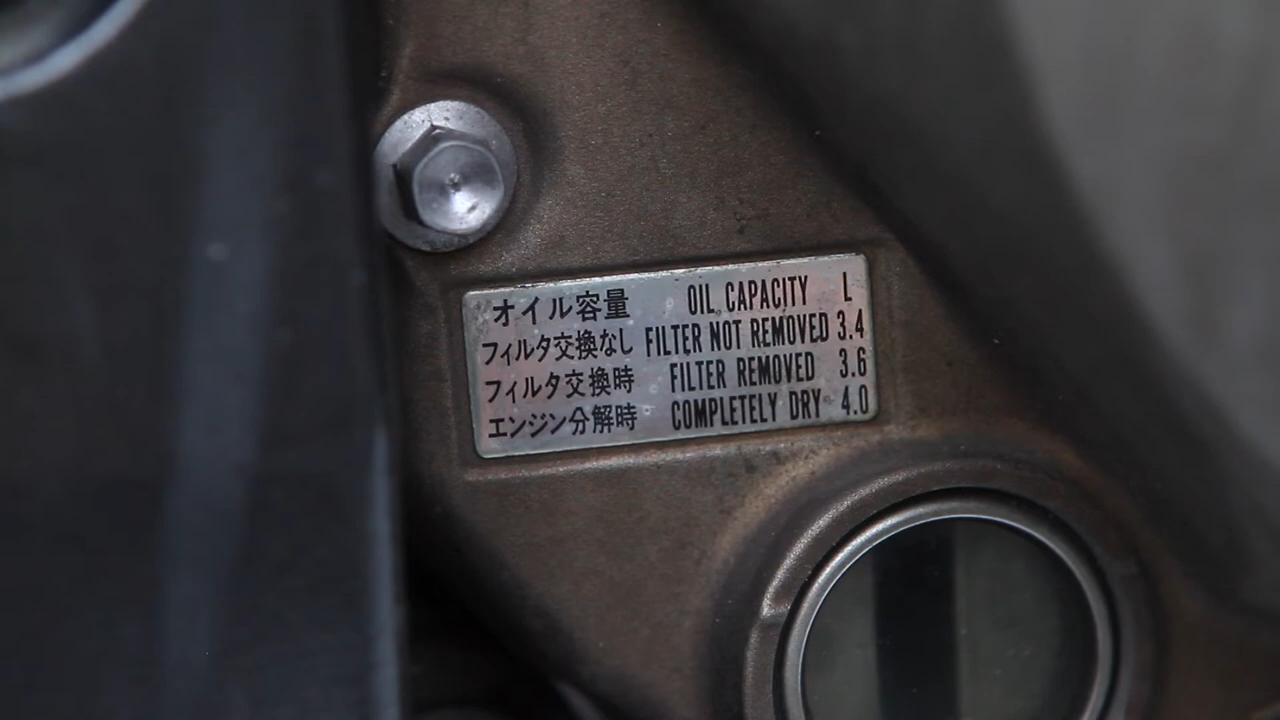 オイル容量 OIL CAPACITY L
フィルタ交換なし FILTER NOT REMOVED 3.4
フィルタ交換時 FILTER REMOVED 3.6
エンジン分解時 COMPLETELY DRY 4.0